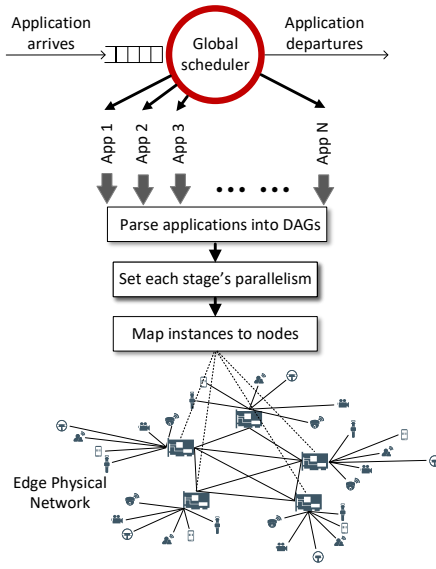 Application
arrives
Global
scheduler
Application
departures
App 1
App 2
App 3
... ...
App N
Parse applications into DAGs
Set each stage's parallelism
Map instances to nodes
Edge Physical
Network